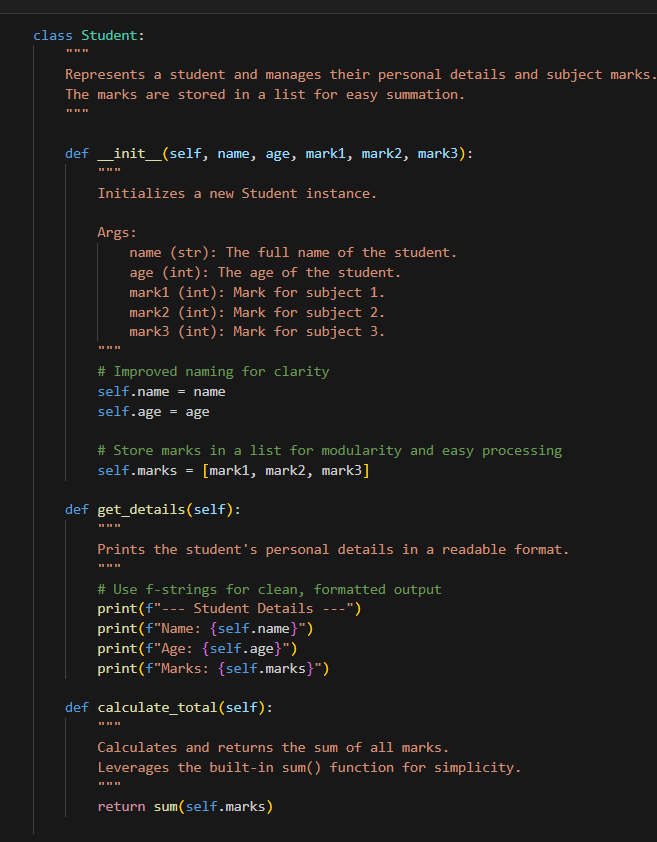 class Student:
    """
    Represents a student and manages their personal details and subject marks.
    The marks are stored in a list for easy summation.
    """

    def __init__(self, name, age, mark1, mark2, mark3):
        """
        Initializes a new Student instance.

        Args:
            name (str): The full name of the student.
            age (int): The age of the student.
            mark1 (int): Mark for subject 1.
            mark2 (int): Mark for subject 2.
            mark3 (int): Mark for subject 3.
        """
        # Improved naming for clarity
        self.name = name
        self.age = age

        # Store marks in a list for modularity and easy processing
        self.marks = [mark1, mark2, mark3]

    def get_details(self):
        """
        Prints the student's personal details in a readable format.
        """
        # Use f-strings for clean, formatted output
        print(f"--- Student Details ---")
        print(f"Name: {self.name}")
        print(f"Age: {self.age}")
        print(f"Marks: {self.marks}")

    def calculate_total(self):
        """
        Calculates and returns the sum of all marks.
        Leverages the built-in sum() function for simplicity.
        """
        return sum(self.marks)